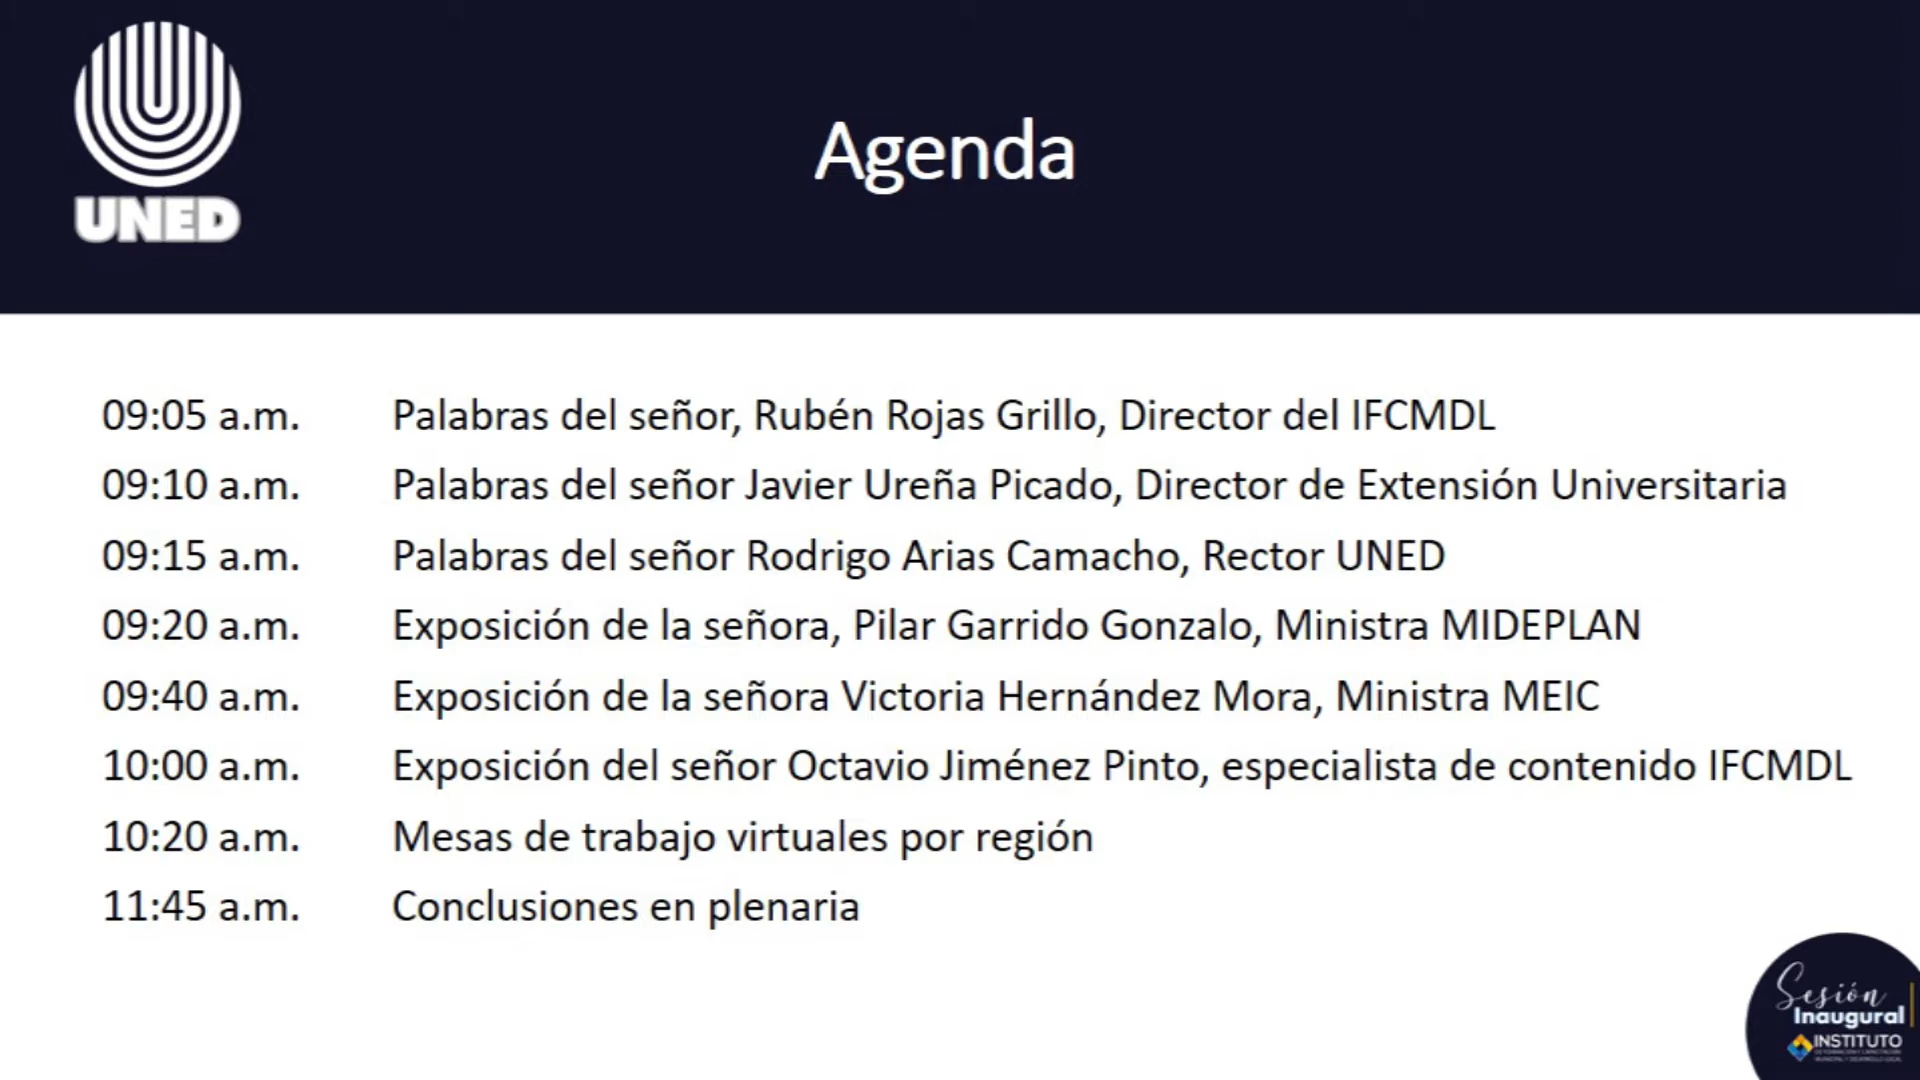 UNED
Agenda
09:05 a.m. Palabras del señor, Rubén Rojas Grillo, Director del IFCMDL
09:10 a.m. Palabras del señor Javier Ureña Picado, Director de Extensión Universitaria
09:15 a.m. Palabras del señor Rodrigo Arias Camacho, Rector UNED
09:20 a.m. Exposición de la señora, Pilar Garrido Gonzalo, Ministra MIDEPLAN
09:40 a.m. Exposición de la señora Victoria Hernández Mora, Ministra MEIC
10:00 a.m. Exposición del señor Octavio Jiménez Pinto, especialista de contenido IFCMDL
10:20 a.m. Mesas de trabajo virtuales por región
11:45 a.m. Conclusiones en plenaria
Sesión
Inaugural
INSTITUTO